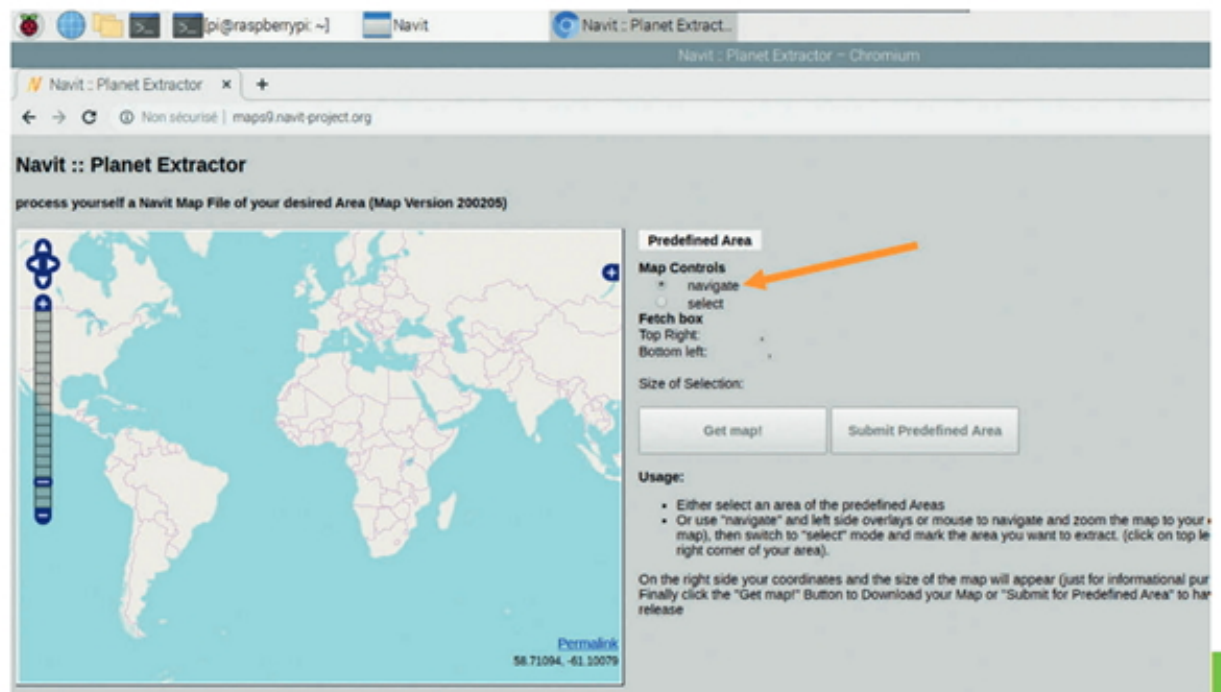 [pi@raspberrypi: ~]
Navit
Navit :: Planet Extract...
Navit : Planet Extractor – Chromium
Navit :: Planet Extractor
Non sécurisé | maps9.navit-project.org
Navit :: Planet Extractor
process yourself a Navit Map File of your desired Area (Map Version 200205)
Predefined Area
Map Controls
navigate
select
Fetch box
Top Right: ,
Bottom left: ,
Size of Selection:
Get map!
Submit Predefined Area
Usage:
• Either select an area of the predefined Areas
• Or use "navigate" and left side overlays or mouse to navigate and zoom the map to your
map), then switch to "select" mode and mark the area you want to extract. (click on top le
right corner of your area).
On the right side your coordinates and the size of the map will appear (just for informational pur
Finally click the "Get map!" Button to Download your Map or "Submit for Predefined Area" to ha
release
Permalink
58.71094, -61.10079